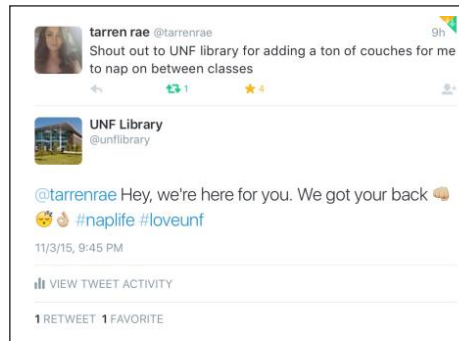 tarren rae @tarrenrae 9h
Shout out to UNF library for adding a ton of couches for me
to nap on between classes
1 4
UNF Library
@unflibrary
@tarrenrae Hey, we're here for you. We got your back 👊🏼
😴👌🏼 #naplife #loveunf
11/3/15, 9:45 PM
VIEW TWEET ACTIVITY
1 RETWEET 1 FAVORITE